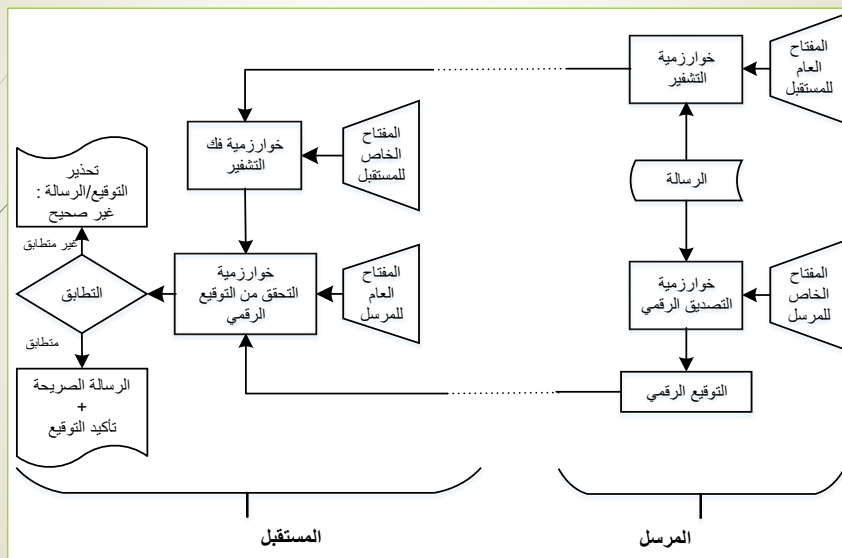 المفتاح
العام
للمستقبل
خوارزمية
التشفير
الرسالة
المفتاح
الخاص
للمرسل
خوارزمية
التصديق الرقمي
التوقيع الرقمي
المرسل
المفتاح
الخاص
للمستقبل
خوارزمية فك
التشفير
المفتاح
العام
للمرسل
خوارزمية
التحقق من التوقيع
الرقمي
التطابق
غير متطابق
تحذير
التوقيع/الرسالة :
غير صحيح
متطابق
الرسالة الصريحة
+
تأكيد التوقيع
المستقبل